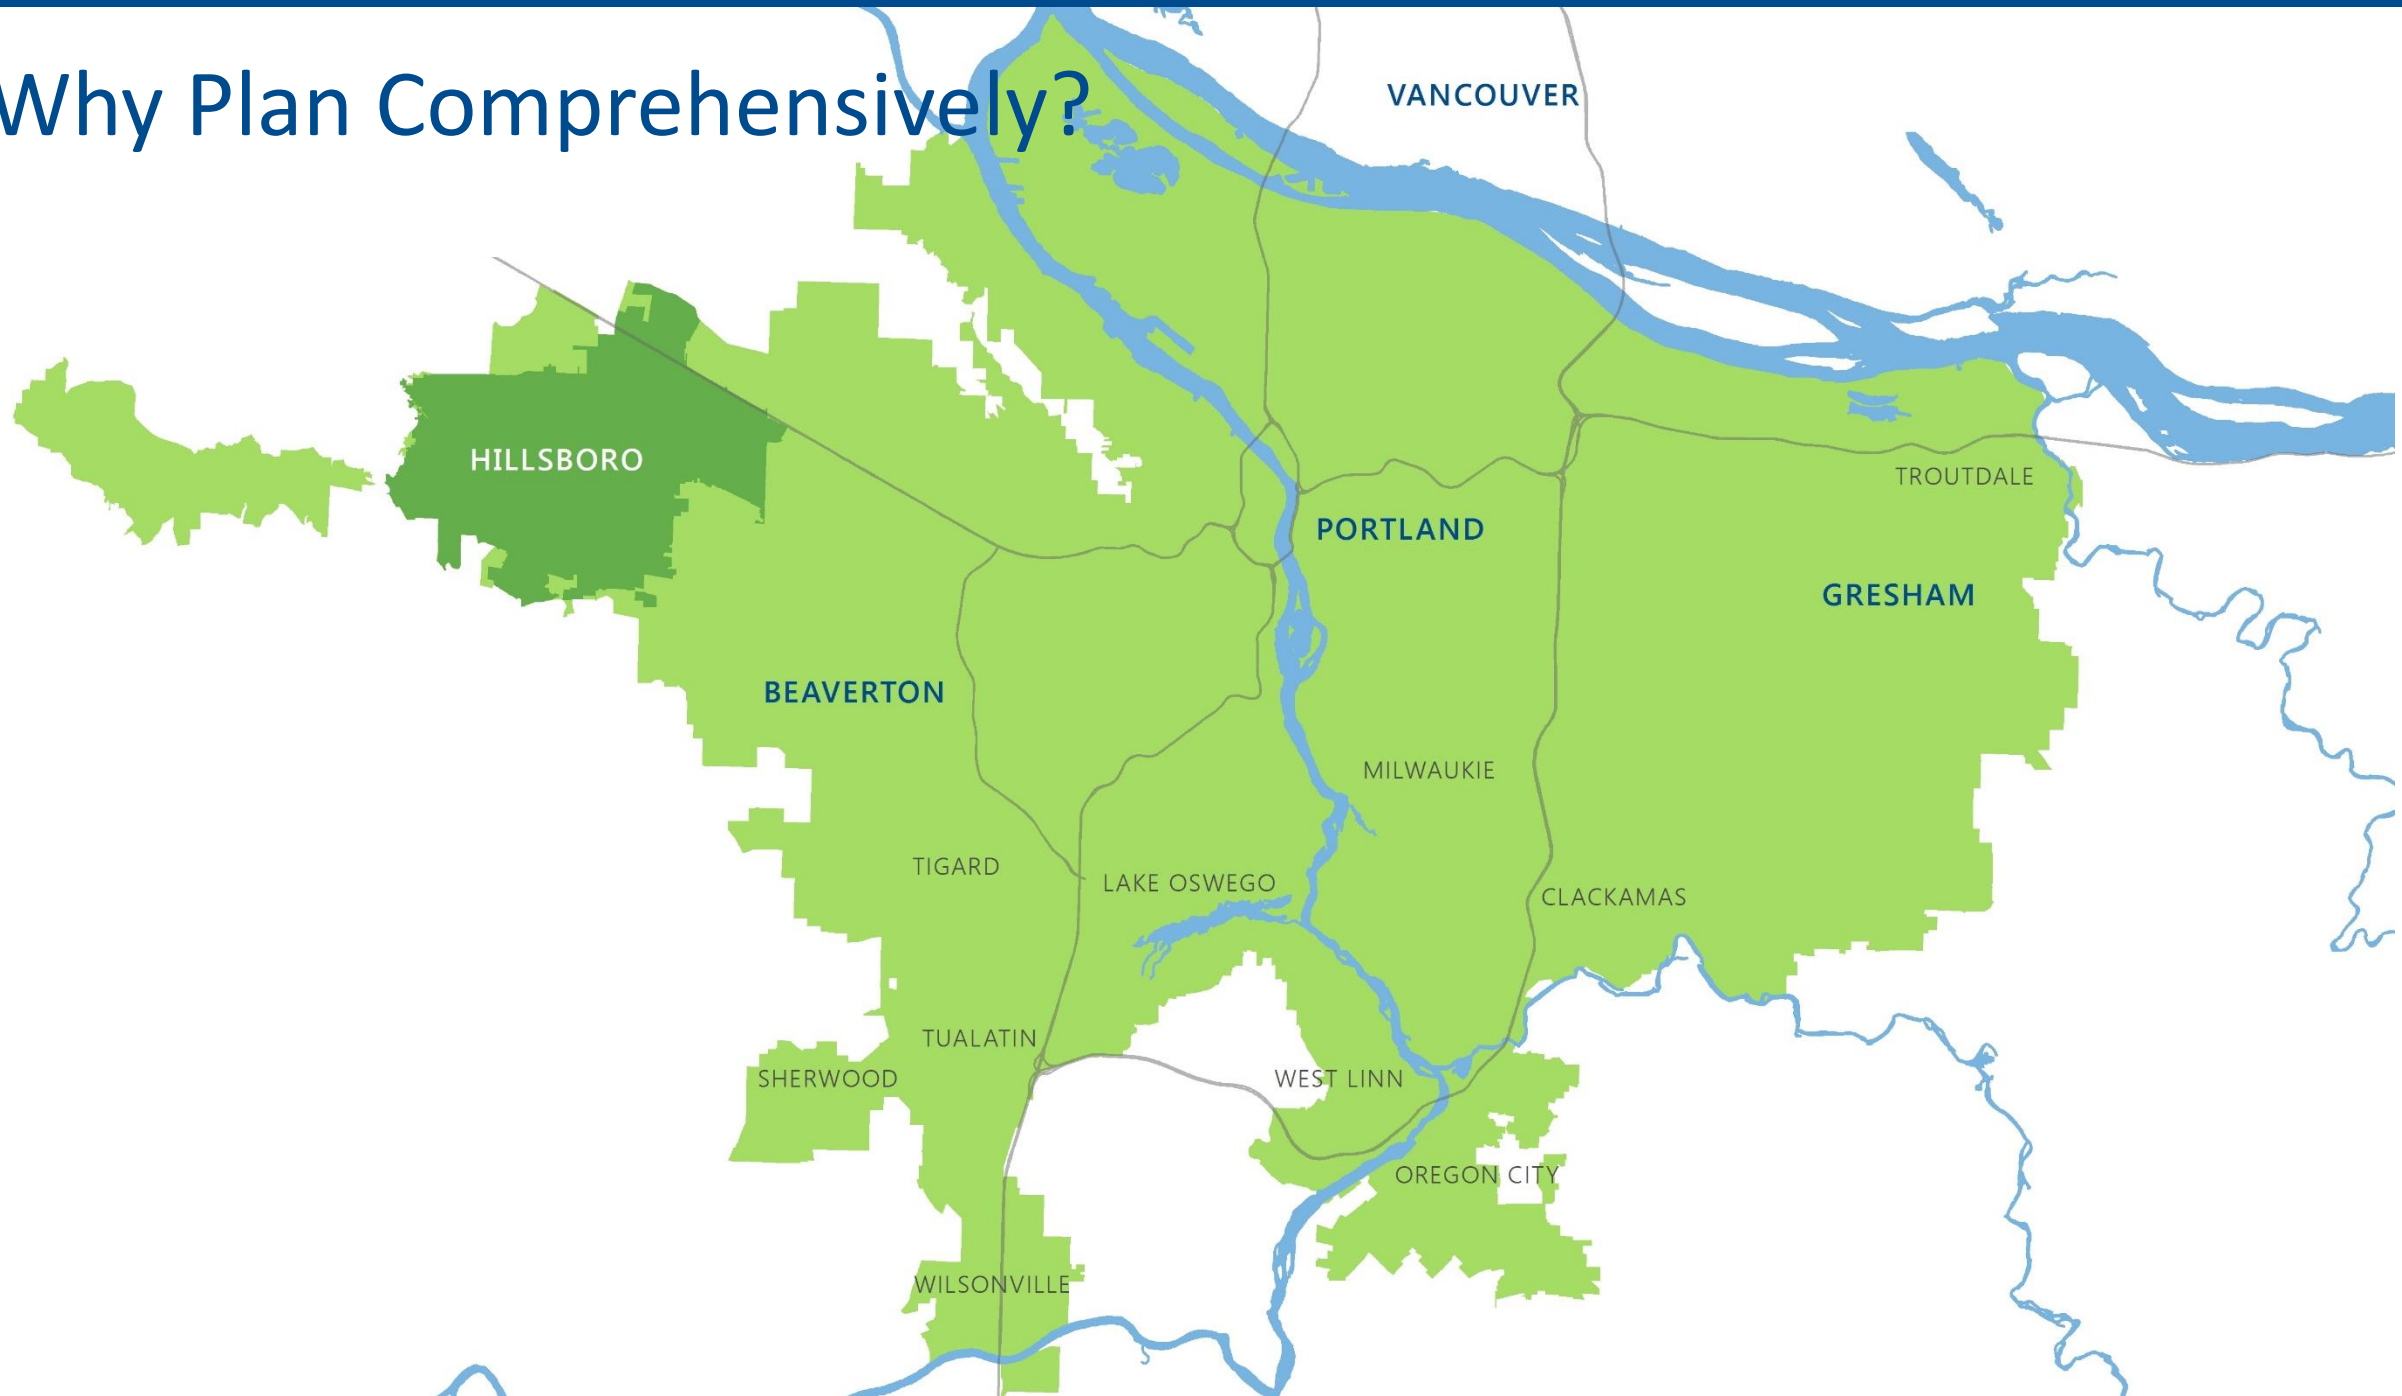 Why Plan Comprehensively?
VANCOUVER
HILLSBORO
TROUTDALE
PORTLAND
GRESHAM
BEAVERTON
MILWAUKIE
TIGARD
LAKE OSWEGO
CLACKAMAS
TUALATIN
SHERWOOD
WEST LINN
OREGON CITY
WILSONVILLE